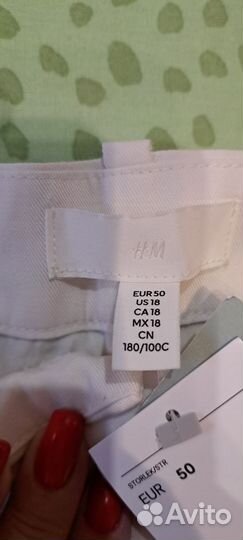 H&M
EUR 50
US 18
CA 18
MX 18
CN
180/100C
STORLEK/STR
EUR 50
Avito